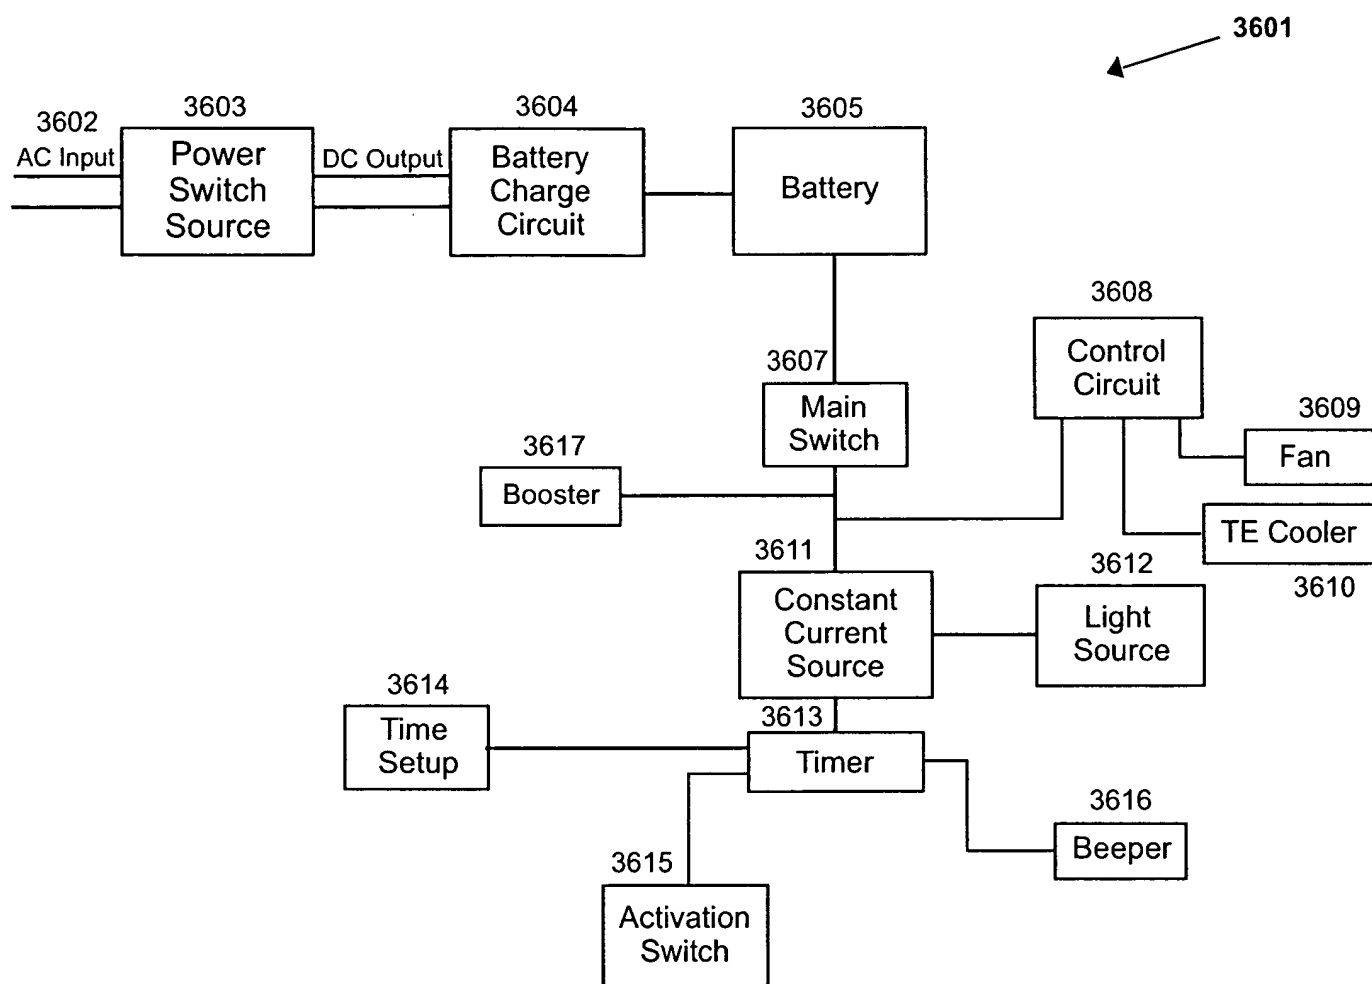 3601
3602
AC Input
3603
Power
Switch
Source
DC Output
3604
Battery
Charge
Circuit
3605
Battery
3607
Main
Switch
3608
Control
Circuit
3609
Fan
TE Cooler
3610
3617
Booster
3611
Constant
Current
Source
3612
Light
Source
3614
Time
Setup
3613
Timer
3616
Beeper
3615
Activation
Switch